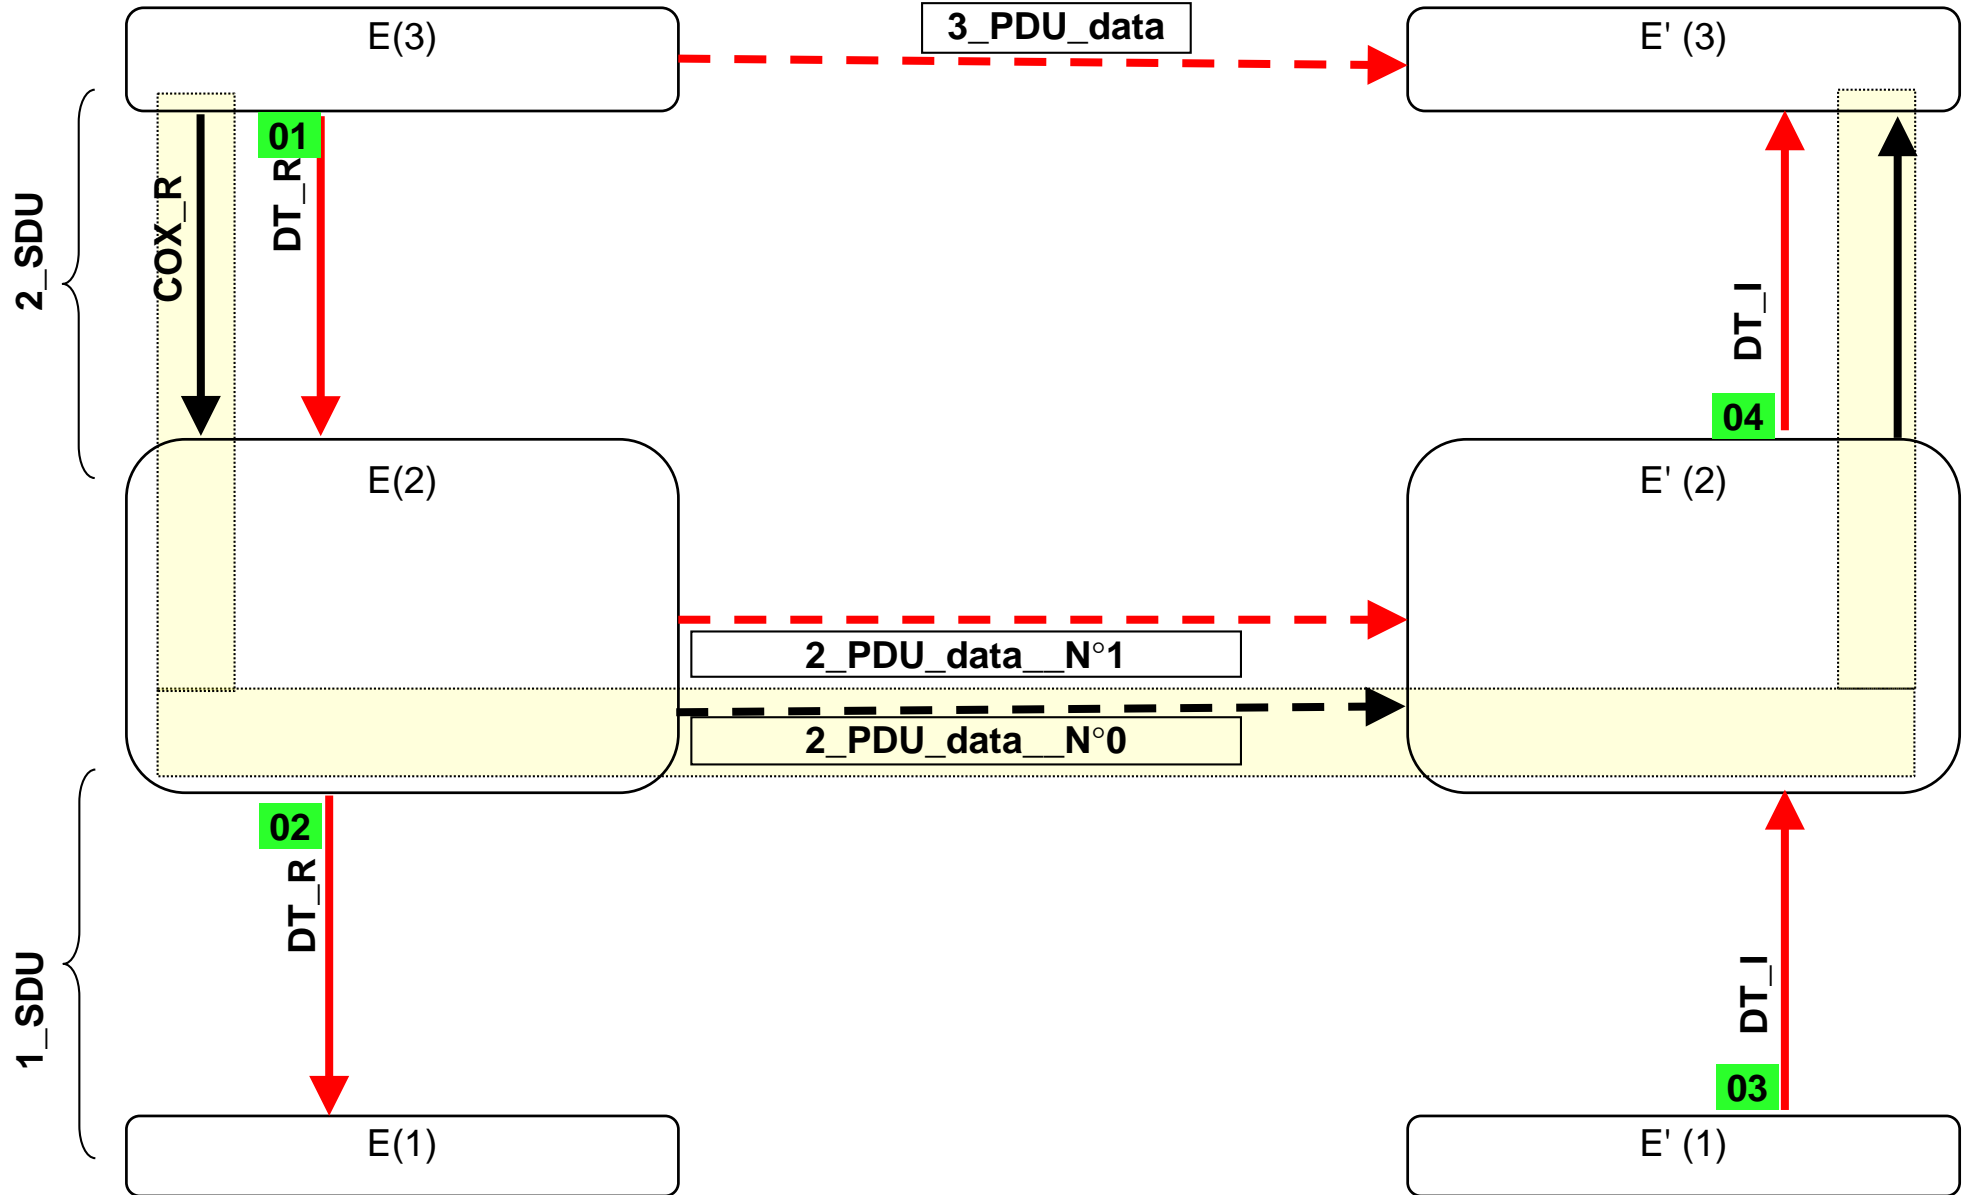 E(3)
3_PDU_data
E' (3)
01
2_SDU
COX_R
DT_R
DT_I
04
E(2)
E' (2)
2_PDU_data__N°1
2_PDU_data__N°0
02
1_SDU
DT_R
DT_I
03
E(1)
E' (1)